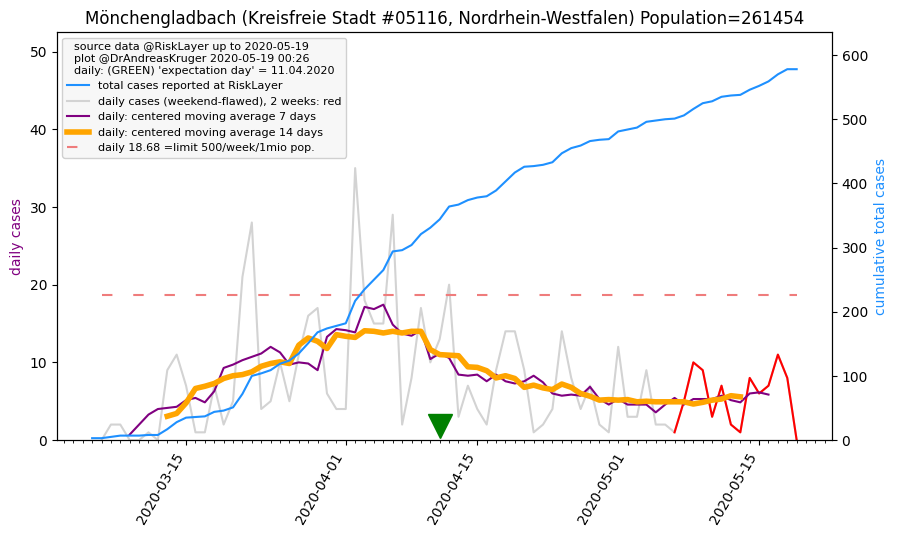 Mönchengladbach (Kreisfreie Stadt #05116, Nordrhein-Westfalen) Population=261454
source data @RiskLayer up to 2020-05-19
plot @DrAndreasKruger 2020-05-19 00:26
daily: (GREEN) 'expectation day' = 11.04.2020
total cases reported at RiskLayer
daily cases (weekend-flawed), 2 weeks: red
daily: centered moving average 7 days
daily: centered moving average 14 days
daily 18.68 =limit 500/week/1mio pop.
daily cases
50
40
30
20
10
0
cumulative total cases
600
500
400
300
200
100
0
2020-03-15
2020-04-01
2020-04-15
2020-05-01
2020-05-15